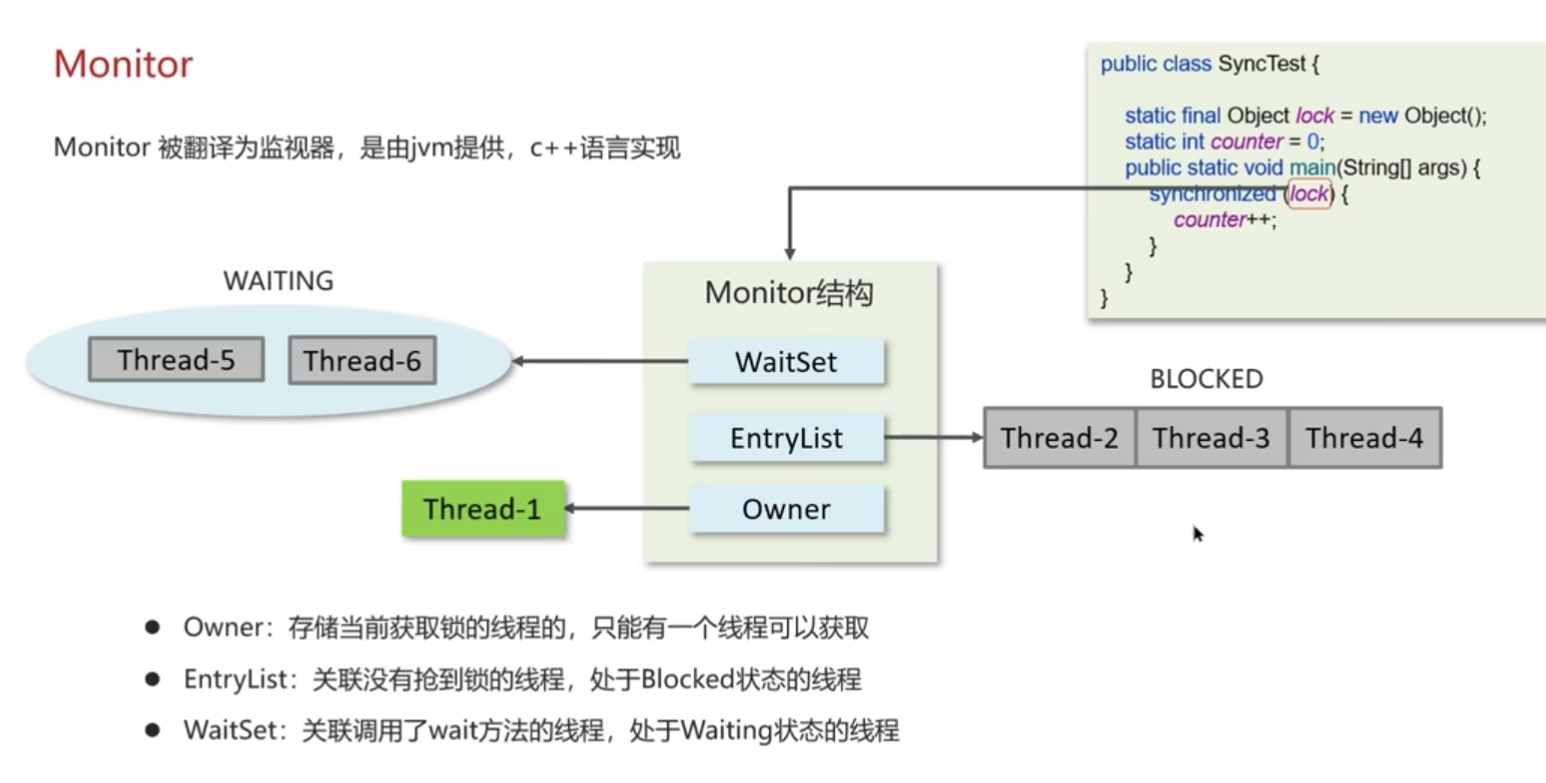 Monitor
Monitor 被翻译为监视器，是由jvm提供，c++语言实现
public class SyncTest {
static final Object lock = new Object();
static int counter = 0;
public static void main(String[] args) {
synchronized (lock) {
counter++;
}
}
}
WAITING
Thread-5
Thread-6
Monitor结构
WaitSet
EntryList
Owner
BLOCKED
Thread-2
Thread-3
Thread-4
Thread-1
● Owner：存储当前获取锁的线程的，只能有一个线程可以获取
● EntryList：关联没有抢到锁的线程，处于Blocked状态的线程
● WaitSet：关联调用了wait方法的线程，处于Waiting状态的线程